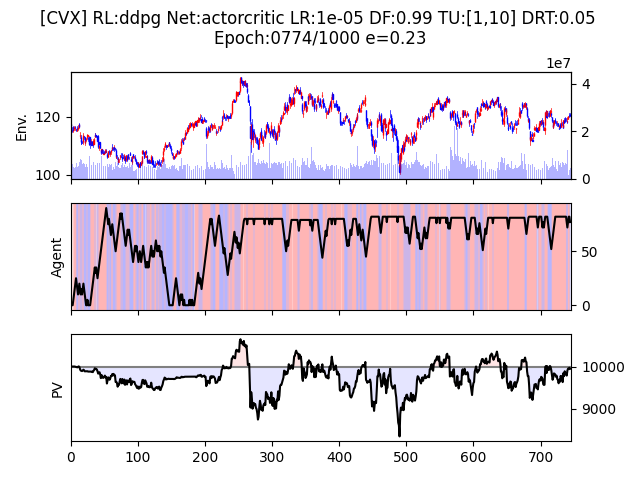 [CVX] RL:ddpg Net:actorcritic LR:1e-05 DF:0.99 TU:[1,10] DRT:0.05
Epoch:0774/1000 e=0.23
1e7
Env.
120
100
4
2
0
Agent
50
0
PV
10000
9000
0 100 200 300 400 500 600 700